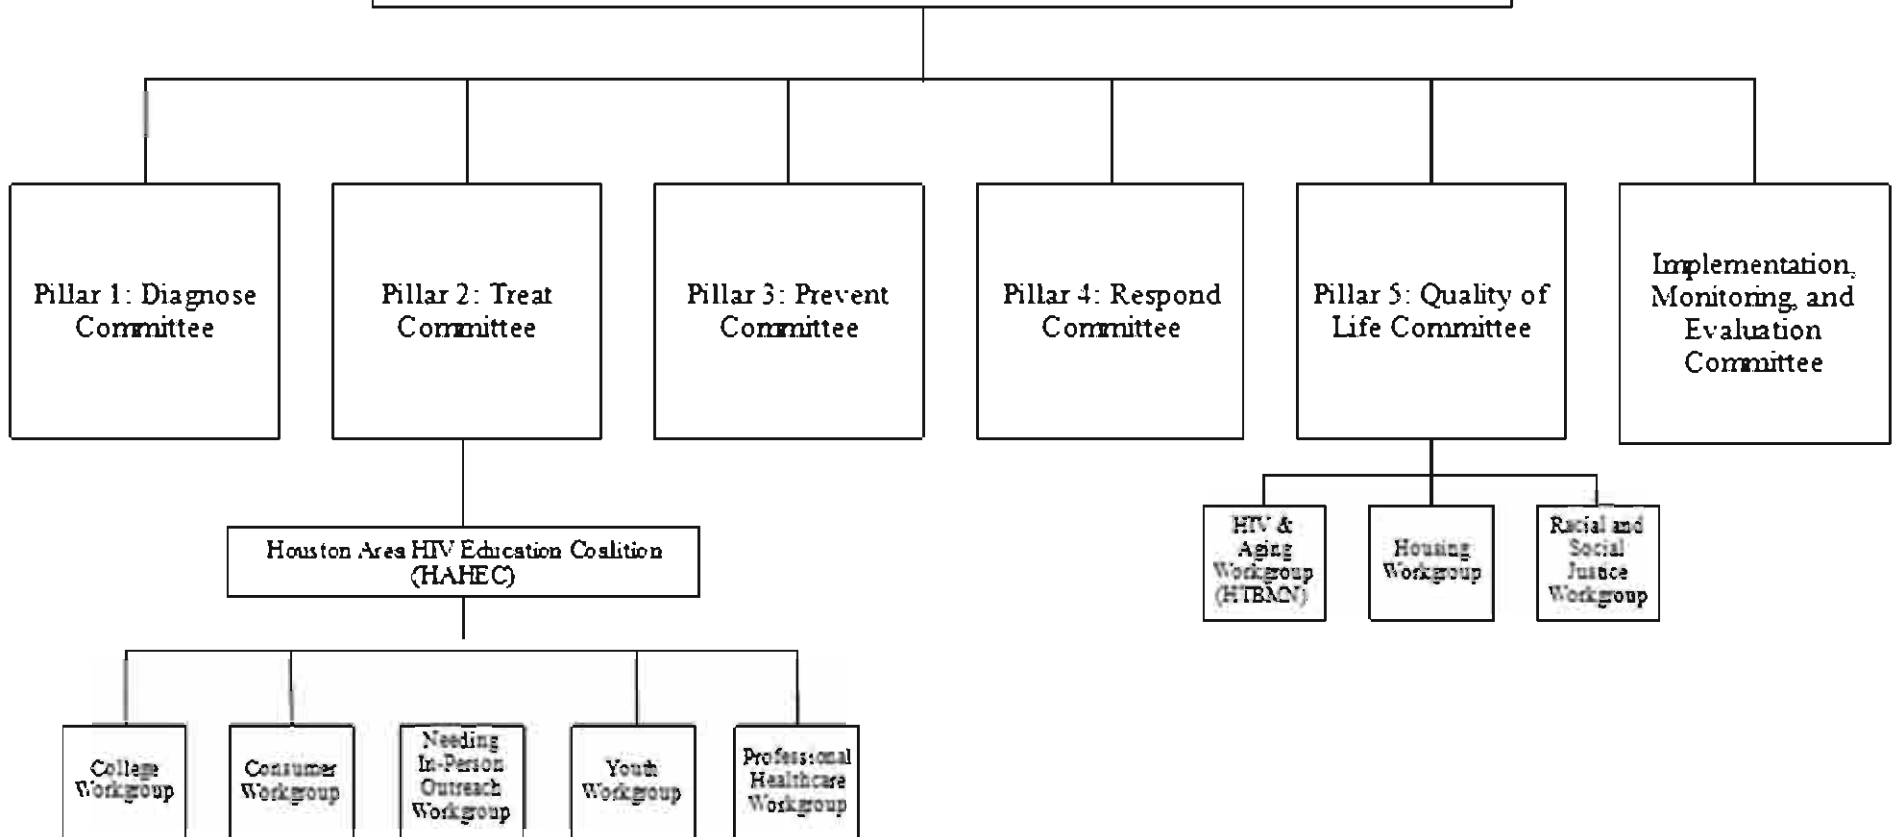 Pillar 1: Diagnose
Committee
Pillar 2: Treat
Committee
Pillar 3: Prevent
Committee
Pillar 4: Respond
Committee
Pillar 5: Quality of
Life Committee
Implementation,
Monitoring, and
Evaluation
Committee
Houston Area HIV Education Coalition
(HAHEC)
HIV &
Aging
Workgroup
(HTBMN)
Housing
Workgroup
Racial and
Social
Justice
Workgroup
College
Workgroup
Consumer
Workgroup
Needing
In-Person
Outreach
Workgroup
Youth
Workgroup
Professional
Healthcare
Workgroup